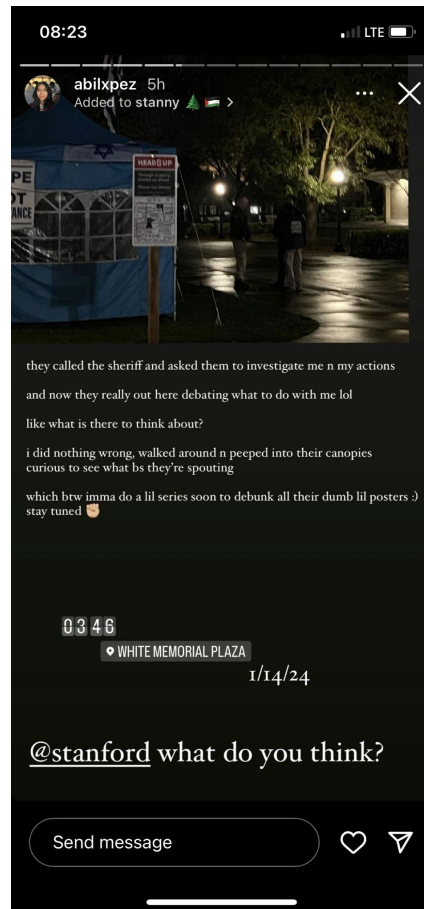 08:23
LTE
abilxpez 5h
Added to stanny 🌲 🇵🇸 >
HEADS UP
PE
OT
ANCE
they called the sheriff and asked them to investigate me n my actions
and now they really out here debating what to do with me lol
like what is there to think about?
i did nothing wrong, walked around n peeped into their canopies
curious to see what bs they're spouting
which btw imma do a lil series soon to debunk all their dumb lil posters :)
stay tuned ✊🏼
0346
WHITE MEMORIAL PLAZA
1/14/24
@stanford what do you think?
Send message